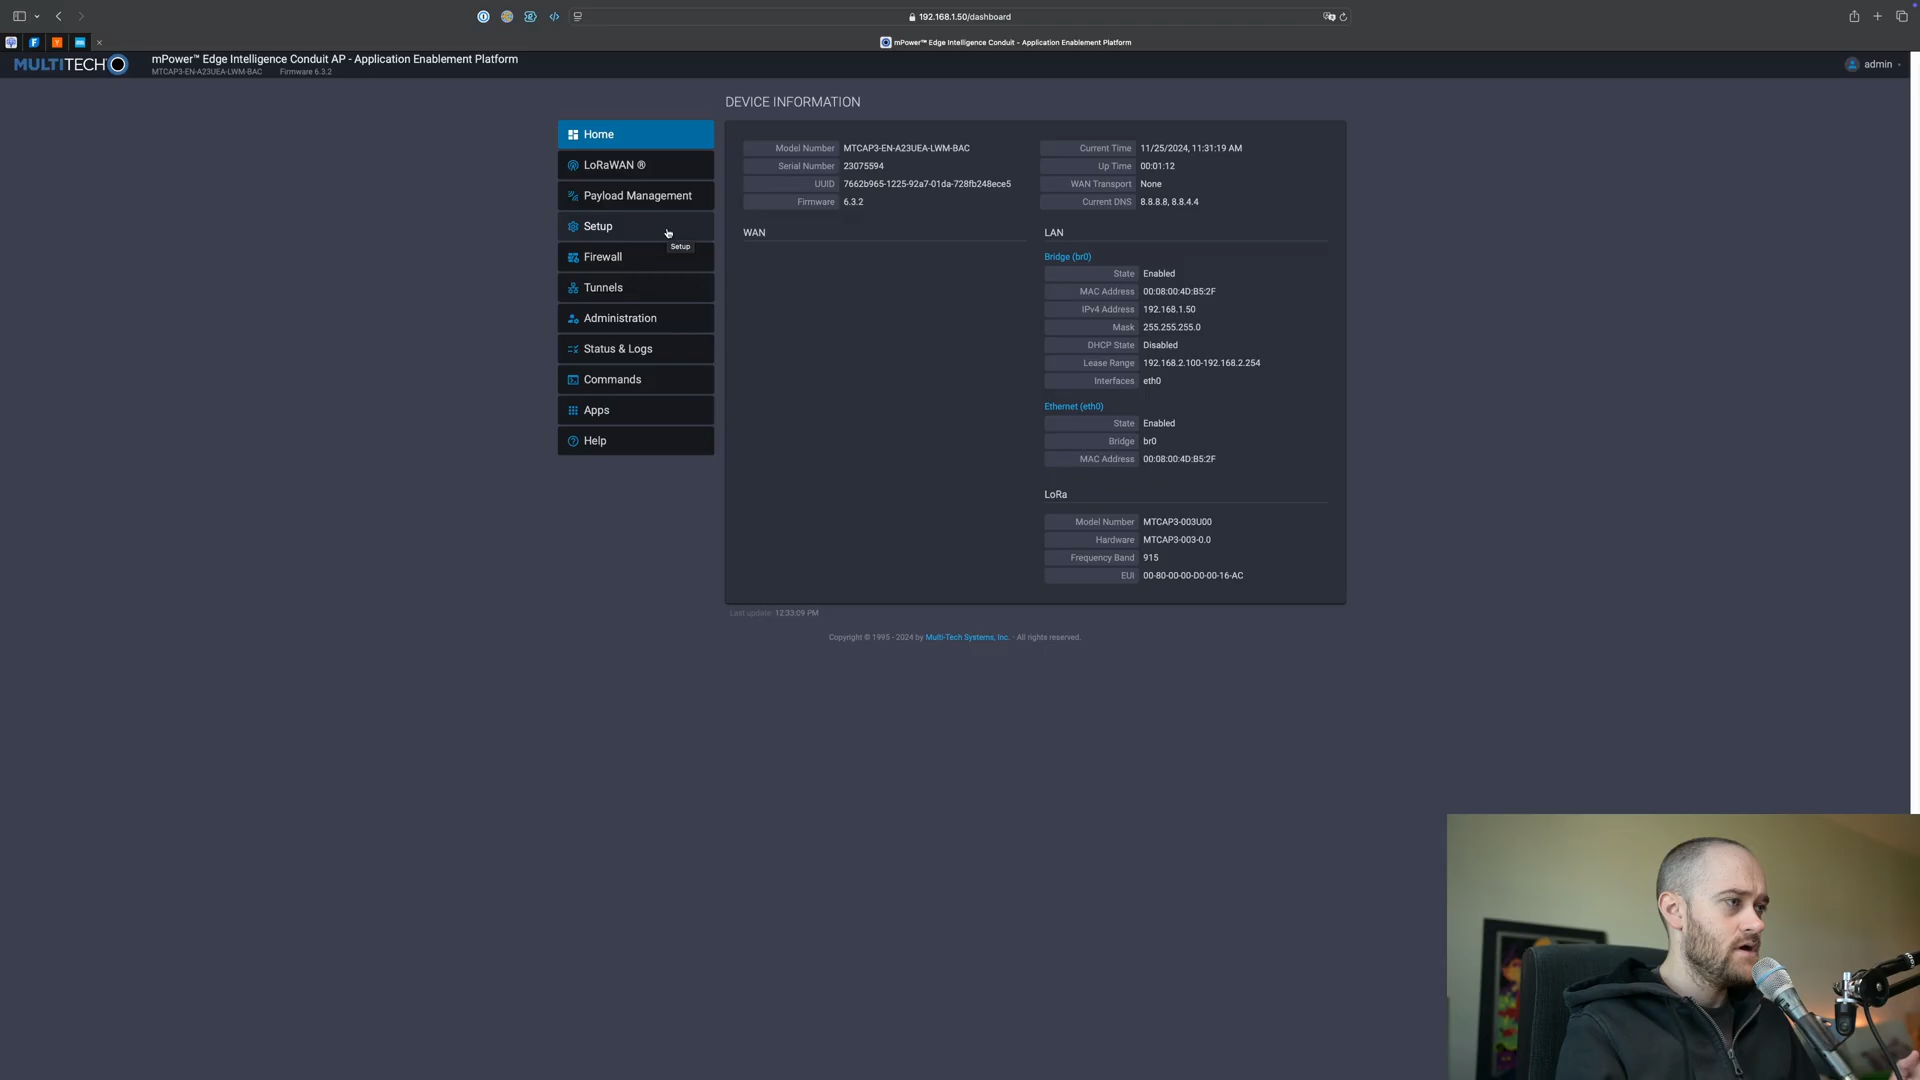 192.168.1.50/dashboard
mPower™ Edge Intelligence Conduit - Application Enablement Platform
MULTITECH
mPower™ Edge Intelligence Conduit AP - Application Enablement Platform
MTCAP3-EN-A23UEA-LWM-BAC Firmware 6.3.2
admin
DEVICE INFORMATION
Home
LoRaWAN ®
Payload Management
Setup
Setup
Firewall
Tunnels
Administration
Status & Logs
Commands
Apps
Help
Model Number MTCAP3-EN-A23UEA-LWM-BAC
Serial Number 23075594
UUID 7662b965-1225-92a7-01da-728fb248ece5
Firmware 6.3.2
Current Time 11/25/2024, 11:31:19 AM
Up Time 00:01:12
WAN Transport None
Current DNS 8.8.8.8, 8.8.4.4
WAN
LAN
Bridge (br0)
State Enabled
MAC Address 00:08:00:4D:B5:2F
IPv4 Address 192.168.1.50
Mask 255.255.255.0
DHCP State Disabled
Lease Range 192.168.2.100-192.168.2.254
Interfaces eth0
Ethernet (eth0)
State Enabled
Bridge br0
MAC Address 00:08:00:4D:B5:2F
LoRa
Model Number MTCAP3-003U00
Hardware MTCAP3-003-0.0
Frequency Band 915
EUI 00-80-00-00-D0-00-16-AC
Last update: 12:33:09 PM
Copyright © 1995 - 2024 by Multi-Tech Systems, Inc. - All rights reserved.